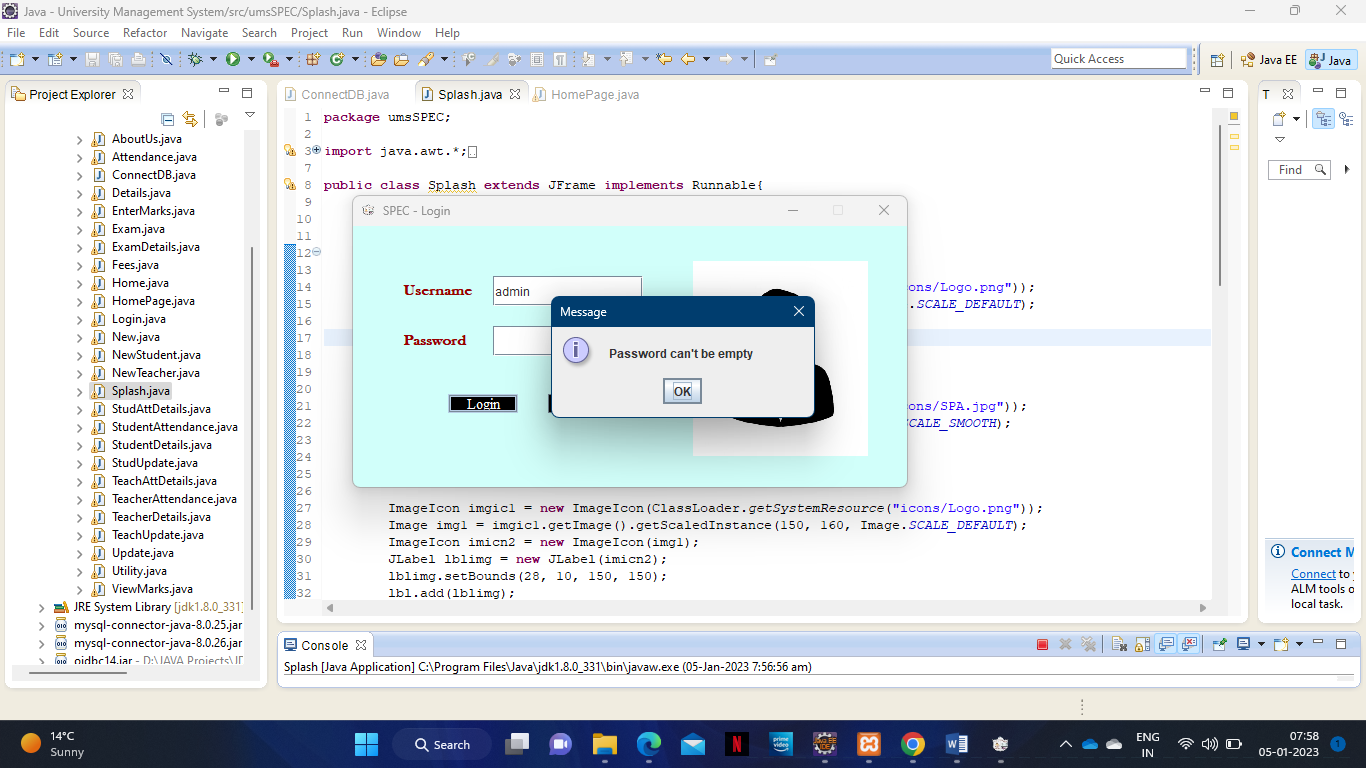 Java - University Management System/src/umsSPEC/Splash.java - Eclipse
File Edit Source Refactor Navigate Search Project Run Window Help
Quick Access
Java EE
Java
Project Explorer
AboutUs.java
Attendance.java
ConnectDB.java
Details.java
EnterMarks.java
Exam.java
ExamDetails.java
Fees.java
Home.java
HomePage.java
Login.java
New.java
NewStudent.java
NewTeacher.java
Splash.java
StudAttDetails.java
StudentAttendance.java
StudentDetails.java
StudUpdate.java
TeachAttDetails.java
TeacherAttendance.java
TeacherDetails.java
TeachUpdate.java
Update.java
Utility.java
ViewMarks.java
JRE System Library [jdk1.8.0_331]
mysql-connector-java-8.0.25.jar
mysql-connector-java-8.0.26.jar
ojdbc14.jar - D:\JAVA Projects\
ConnectDB.java Splash.java HomePage.java
1 package umsSPEC;
2
3 import java.awt.*;
7
8 public class Splash extends JFrame implements Runnable{
9
10
11
12
13
14 ons/Logo.png"));
15 .SCALE_DEFAULT);
16
17
18
19
20
21 ons/SPA.jpg"));
22 CALE_SMOOTH);
23
24
25
26
27 ImageIcon imgic1 = new ImageIcon(ClassLoader.getSystemResource("icons/Logo.png"));
28 Image img1 = imgic1.getImage().getScaledInstance(150, 160, Image.SCALE_DEFAULT);
29 ImageIcon imicn2 = new ImageIcon(img1);
30 JLabel lblimg = new JLabel(imicn2);
31 lblimg.setBounds(28, 10, 150, 150);
32 lbl.add(lblimg);
SPEC - Login
Username admin
Password
Login
Message
Password can't be empty
OK
T
Find
Connect M
Connect to
ALM tools o
local task.
Console
Splash [Java Application] C:\Program Files\Java\jdk1.8.0_331\bin\javaw.exe (05-Jan-2023 7:56:56 am)
14°C
Sunny
Search
prime
video
Java EE
IDE
ENG
IN
07:58
05-01-2023
1